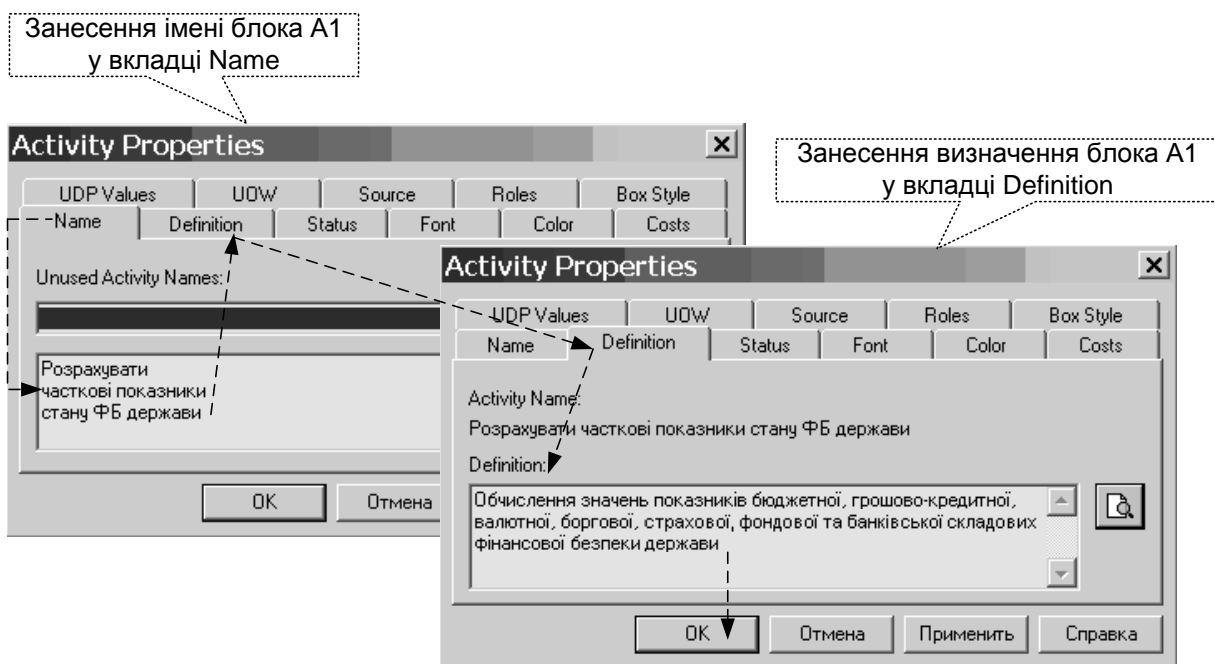 Занесення імені блока А1
у вкладці Name
Activity Properties
UDP Values UOW Source Roles Box Style
Name Definition Status Font Color Costs
Unused Activity Names:
Розрахувати
часткові показники
стану ФБ держави
OK Отмена
Занесення визначення блока А1
у вкладці Definition
Activity Properties
UDP Values UOW Source Roles Box Style
Name Definition Status Font Color Costs
Activity Name:
Розрахувати часткові показники стану ФБ держави
Definition:
Обчислення значень показників бюджетної, грошово-кредитної,
валютної, боргової, страхової, фондової та банківської складових
фінансової безпеки держави
OK Отмена Применить Справка